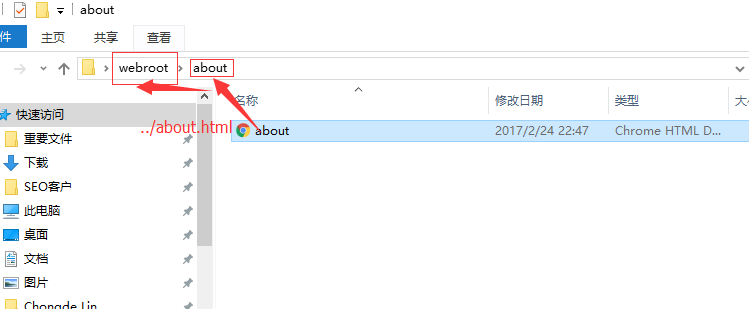 about
主页 共享 查看
webroot about
名称 修改日期 类型 大小
快速访问
重要文件
../about.html
about 2017/2/24 22:47 Chrome HTML D...
下载
SEO客户
此电脑
桌面
文档
图片
Chongde Lin